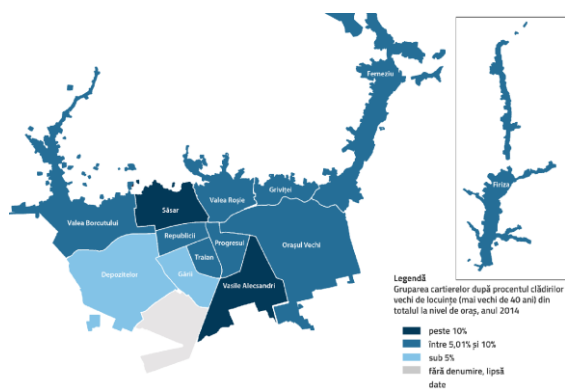 Ferneziu
Firiza
Săsar
Valea Roșie
Griviței
Valea Borcutului
Republicii
Progresul
Orașul Vechi
Traian
Depozitelor
Gării
Vasile Alecsandri
Legendă
Gruparea cartierelor după procentul clădirilor
vechi de locuințe (mai vechi de 40 ani) din
totalul la nivel de oraș, anul 2014
peste 10%
între 5,01% și 10%
sub 5%
fără denumire, lipsă
date